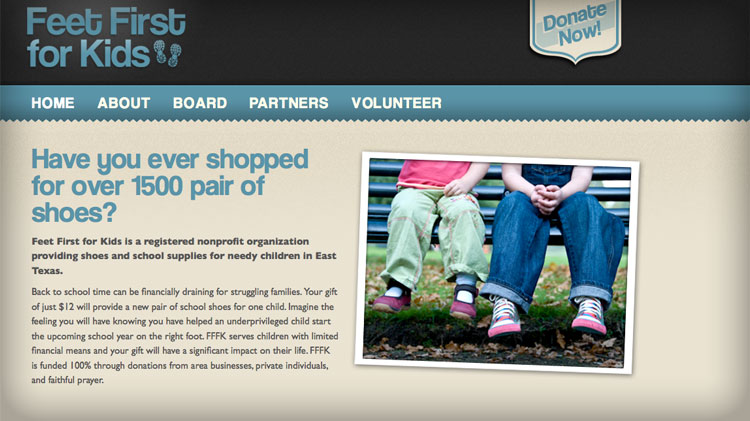 Feet First
for Kids
Donate
Now!
HOME ABOUT BOARD PARTNERS VOLUNTEER
Have you ever shopped
for over 1500 pair of
shoes?
Feet First for Kids is a registered nonprofit organization
providing shoes and school supplies for needy children in East
Texas.
Back to school time can be financially draining for struggling families. Your gift
of just $12 will provide a new pair of school shoes for one child. Imagine the
feeling you will have knowing you have helped an underprivileged child start
the upcoming school year on the right foot. FFFK serves children with limited
financial means and your gift will have a significant impact on their life. FFFK
is funded 100% through donations from area businesses, private individuals,
and faithful prayer.